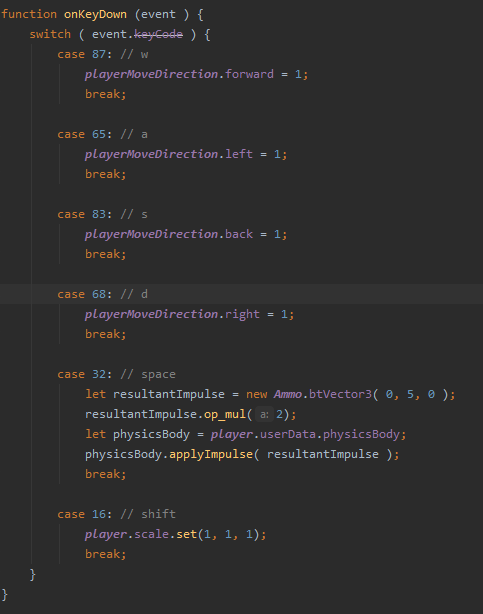 function onKeyDown (event ) {
    switch ( event.keyCode ) {
        case 87: // w
            playerMoveDirection.forward = 1;
            break;

        case 65: // a
            playerMoveDirection.left = 1;
            break;

        case 83: // s
            playerMoveDirection.back = 1;
            break;

        case 68: // d
            playerMoveDirection.right = 1;
            break;

        case 32: // space
            let resultantImpulse = new Ammo.btVector3( 0, 5, 0 );
            resultantImpulse.op_mul( a: 2);
            let physicsBody = player.userData.physicsBody;
            physicsBody.applyImpulse( resultantImpulse );
            break;

        case 16: // shift
            player.scale.set(1, 1, 1);
            break;
    }
}